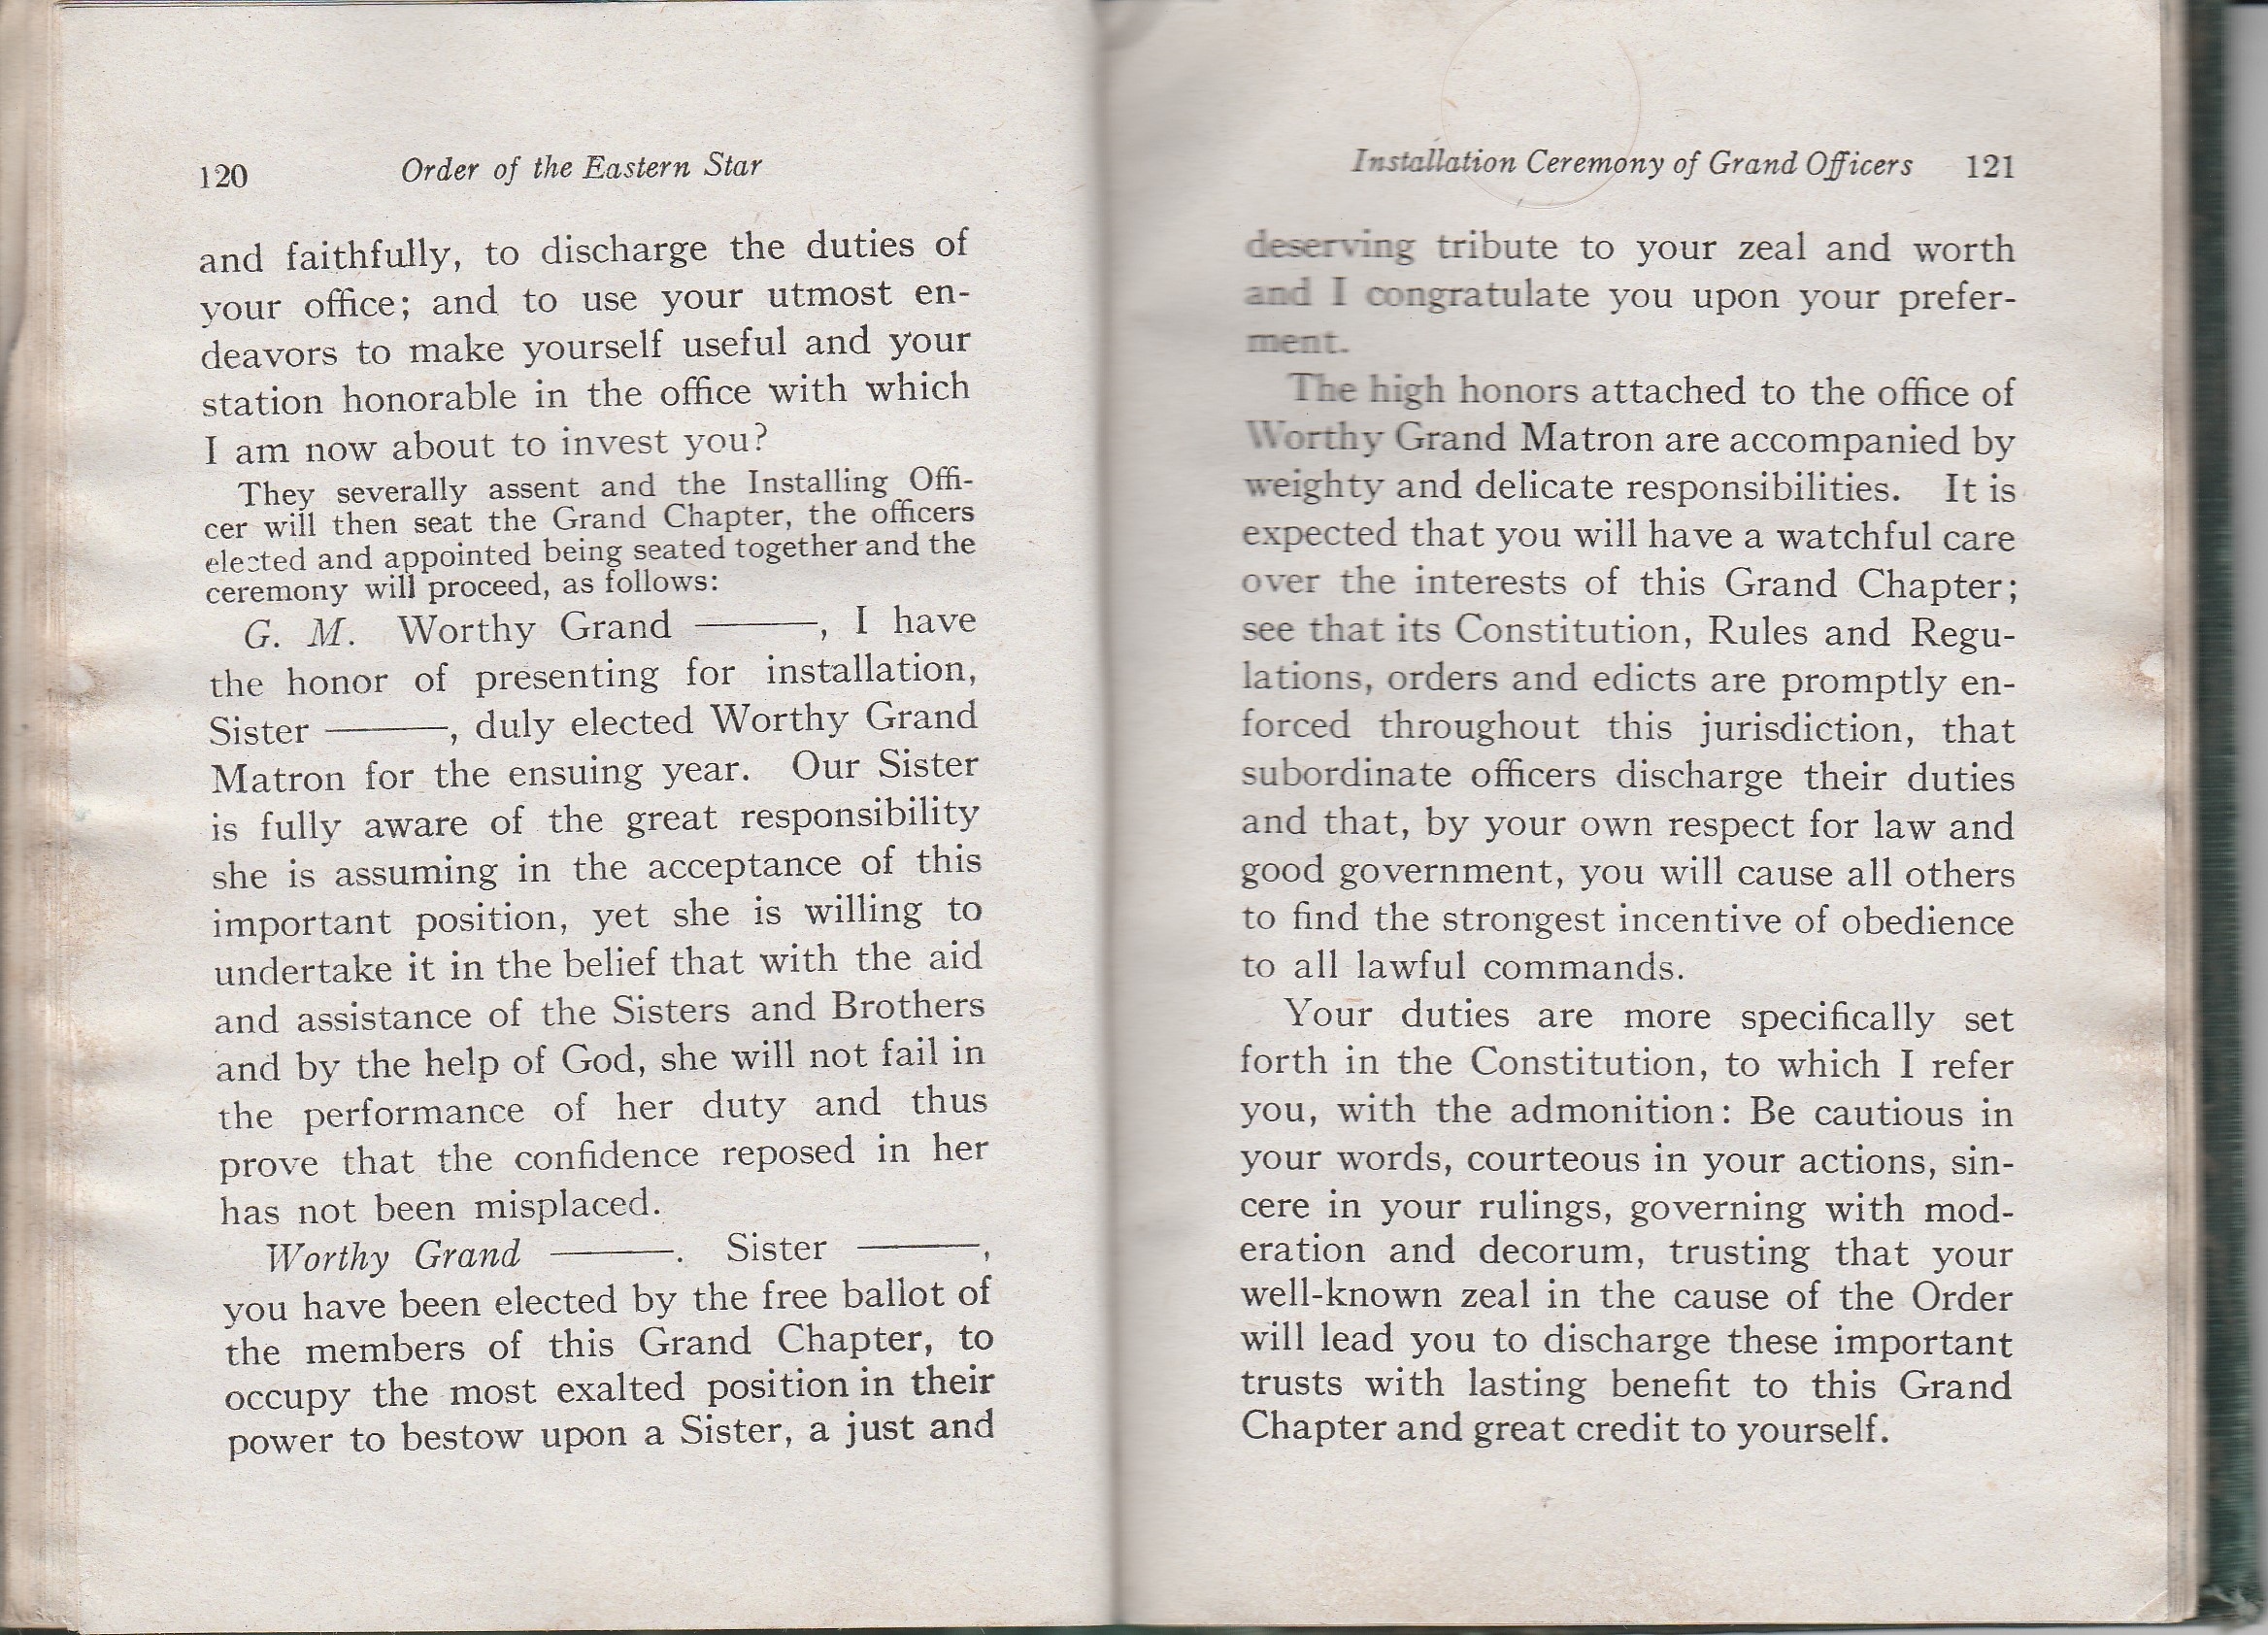 120 Order of the Eastern Star
and faithfully, to discharge the duties of
your office; and to use your utmost en-
deavors to make yourself useful and your
station honorable in the office with which
I am now about to invest you?
They severally assent and the Installing Offi-
cer will then seat the Grand Chapter, the officers
elected and appointed being seated together and the
ceremony will proceed, as follows:
G. M. Worthy Grand ———, I have
the honor of presenting for installation,
Sister ———, duly elected Worthy Grand
Matron for the ensuing year. Our Sister
is fully aware of the great responsibility
she is assuming in the acceptance of this
important position, yet she is willing to
undertake it in the belief that with the aid
and assistance of the Sisters and Brothers
and by the help of God, she will not fail in
the performance of her duty and thus
prove that the confidence reposed in her
has not been misplaced.
Worthy Grand ———. Sister ———,
you have been elected by the free ballot of
the members of this Grand Chapter, to
occupy the most exalted position in their
power to bestow upon a Sister, a just and
Installation Ceremony of Grand Officers 121
deserving tribute to your zeal and worth
and I congratulate you upon your prefer-
ment.
The high honors attached to the office of
Worthy Grand Matron are accompanied by
weighty and delicate responsibilities. It is
expected that you will have a watchful care
over the interests of this Grand Chapter;
see that its Constitution, Rules and Regu-
lations, orders and edicts are promptly en-
forced throughout this jurisdiction, that
subordinate officers discharge their duties
and that, by your own respect for law and
good government, you will cause all others
to find the strongest incentive of obedience
to all lawful commands.
Your duties are more specifically set
forth in the Constitution, to which I refer
you, with the admonition: Be cautious in
your words, courteous in your actions, sin-
cere in your rulings, governing with mod-
eration and decorum, trusting that your
well-known zeal in the cause of the Order
will lead you to discharge these important
trusts with lasting benefit to this Grand
Chapter and great credit to yourself.